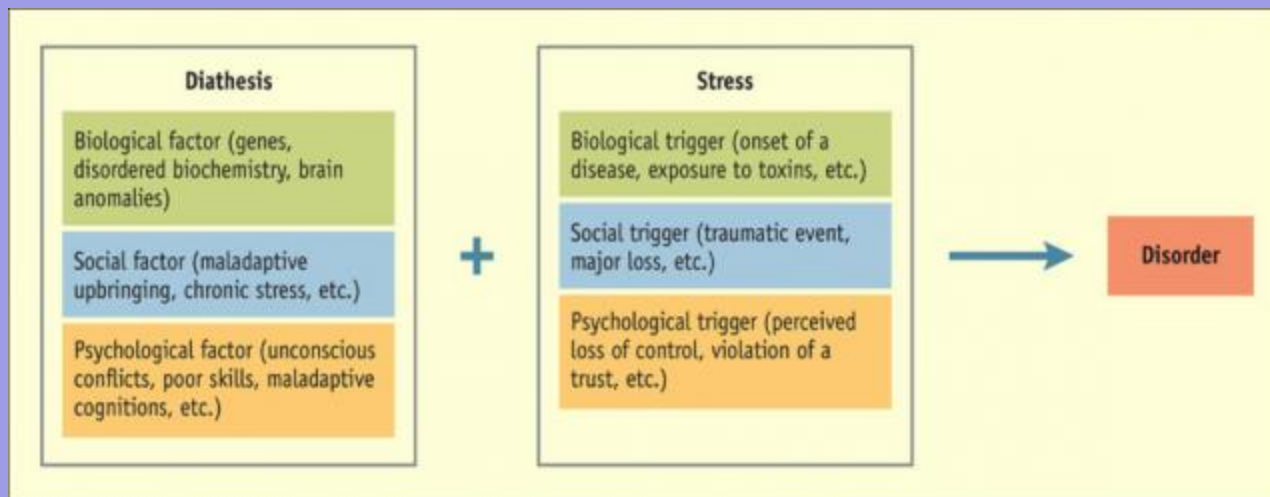 Diathesis
Biological factor (genes,
disordered biochemistry, brain
anomalies)
Social factor (maladaptive
upbringing, chronic stress, etc.)
Psychological factor (unconscious
conflicts, poor skills, maladaptive
cognitions, etc.)
+
Stress
Biological trigger (onset of a
disease, exposure to toxins, etc.)
Social trigger (traumatic event,
major loss, etc.)
Psychological trigger (perceived
loss of control, violation of a
trust, etc.)
Disorder